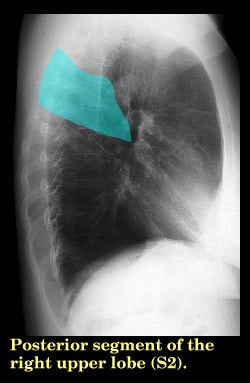 Posterior segment of the
right upper lobe (S2).